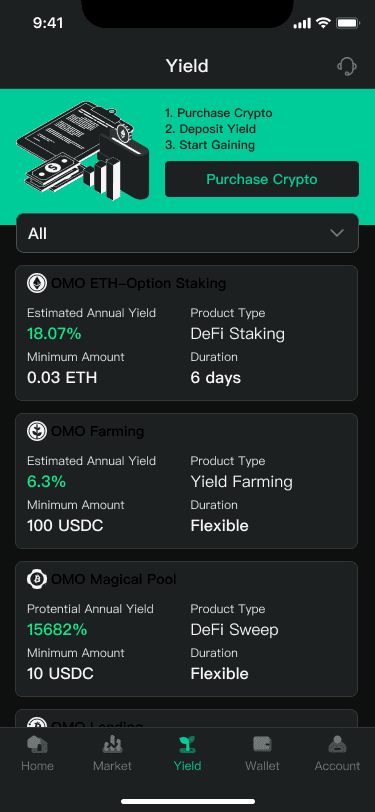 9:41
Yield
1. Purchase Crypto
2. Deposit Yield
3. Start Gaining
Purchase Crypto
All
OMO ETH-Option Staking
Estimated Annual Yield
Product Type
18.07%
DeFi Staking
Minimum Amount
Duration
0.03 ETH
6 days
OMO Farming
Estimated Annual Yield
Product Type
6.3%
Yield Farming
Minimum Amount
Duration
100 USDC
Flexible
OMO Magical Pool
Protential Annual Yield
Product Type
15682%
DeFi Sweep
Minimum Amount
Duration
10 USDC
Flexible
OMO Lending
Home
Market
Yield
Wallet
Account